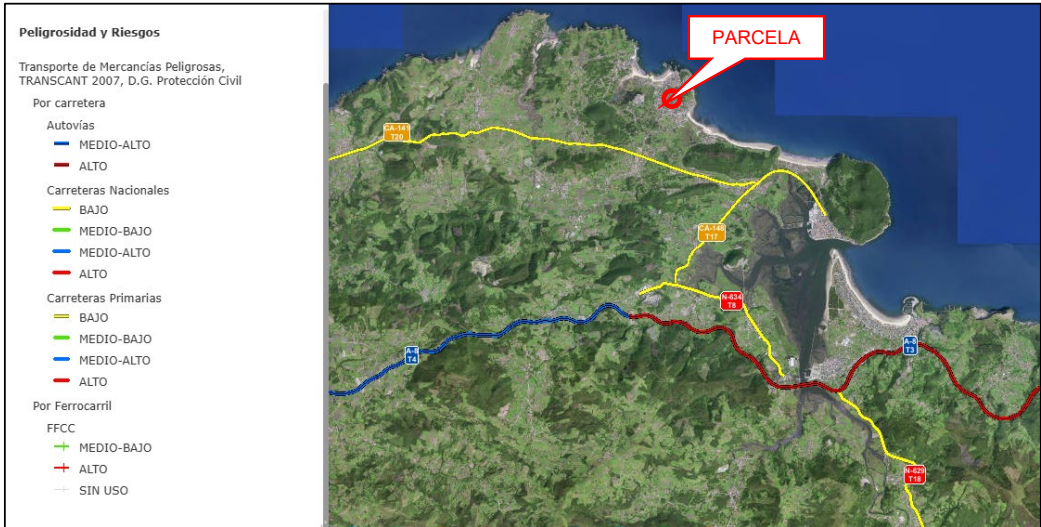 Peligrosidad y Riesgos
Transporte de Mercancías Peligrosas,
TRANSCANT 2007, D.G. Protección Civil
Por carretera
Autovías
MEDIO-ALTO
ALTO
Carreteras Nacionales
BAJO
MEDIO-BAJO
MEDIO-ALTO
ALTO
Carreteras Primarias
BAJO
MEDIO-BAJO
MEDIO-ALTO
ALTO
Por Ferrocarril
FFCC
MEDIO-BAJO
ALTO
SIN USO
PARCELA
CA-141
T20
CA-148
T17
N-634
T8
A-8
T4
A-8
T3
N-629
T18